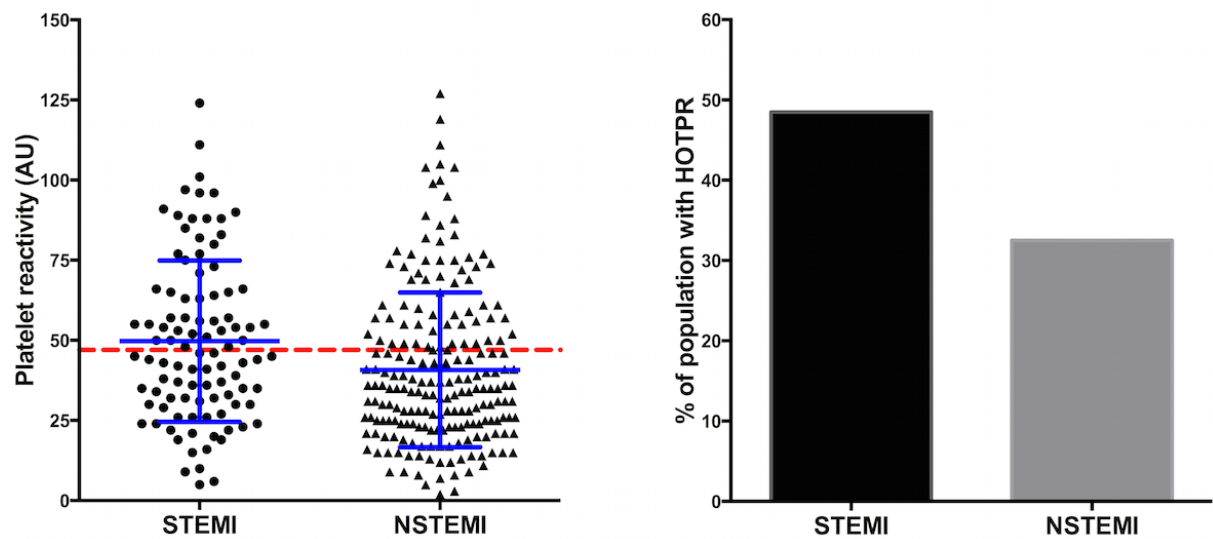 Platelet reactivity (AU)
150
125
100
75
50
25
0
STEMI
NSTEMI
% of population with HOTPR
60
50
40
30
20
10
0
STEMI
NSTEMI